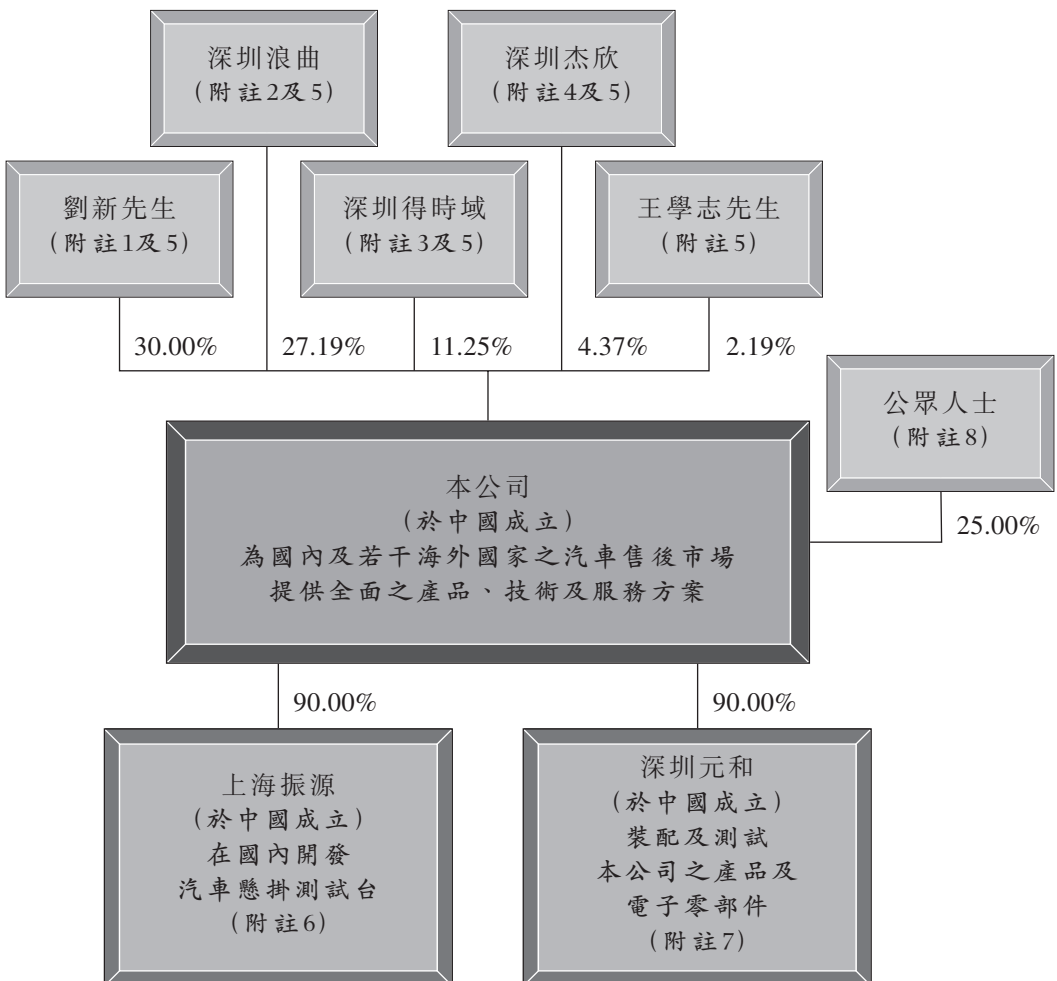 深圳浪曲
(附註2及5)
深圳杰欣
(附註4及5)
劉新先生
(附註1及5)
深圳得時域
(附註3及5)
王學志先生
(附註5)
30.00%
27.19%
11.25%
4.37%
2.19%
公眾人士
(附註8)
25.00%
本公司
(於中國成立)
為國內及若干海外國家之汽車售後市場
提供全面之產品、技術及服務方案
90.00%
90.00%
上海振源
(於中國成立)
在國內開發
汽車懸掛測試台
(附註6)
深圳元和
(於中國成立)
裝配及測試
本公司之產品及
電子零部件
(附註7)